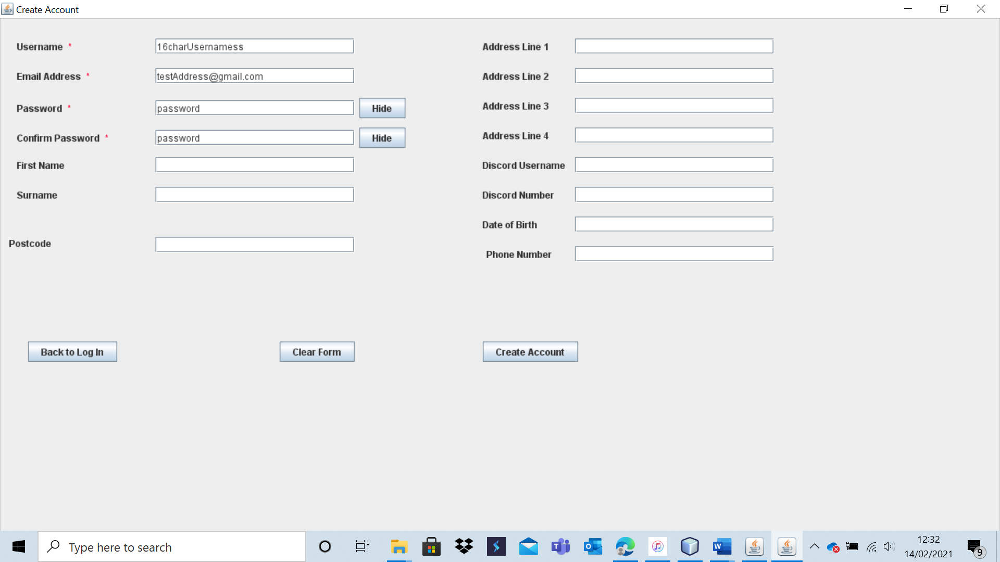 Create Account
Username *
16charUsernamess
Email Address *
testAddress@gmail.com
Password *
password
Hide
Confirm Password *
password
Hide
First Name
Surname
Postcode
Address Line 1
Address Line 2
Address Line 3
Address Line 4
Discord Username
Discord Number
Date of Birth
Phone Number
Back to Log In
Clear Form
Create Account
Type here to search
12:32
14/02/2021
9